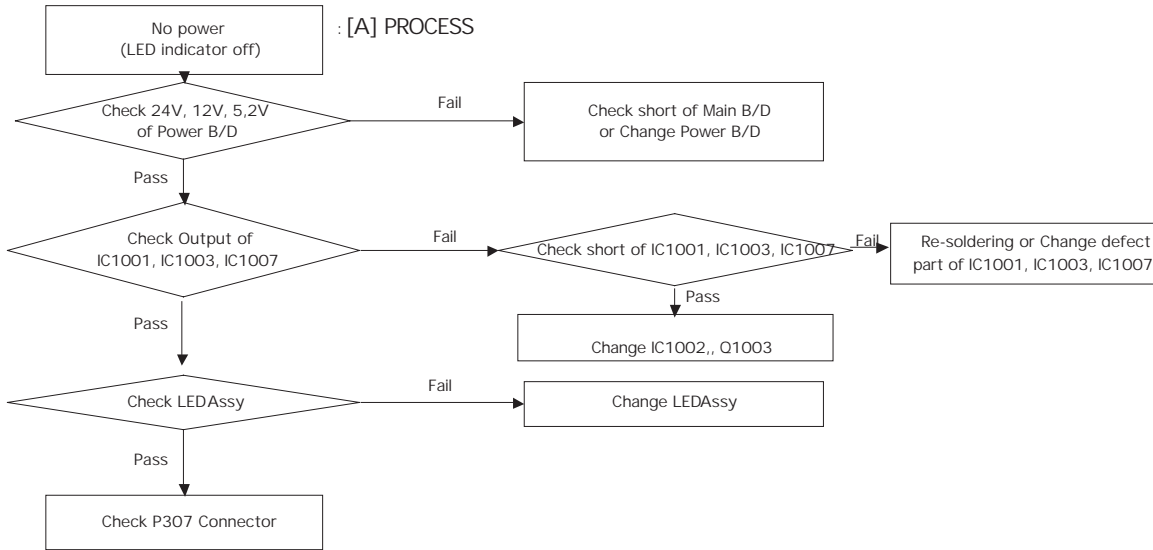 No power
(LED indicator off)
: [A] PROCESS
Check 24V, 12V, 5,2V
of Power B/D
Fail
Check short of Main B/D
or Change Power B/D
Pass
Check Output of
IC1001, IC1003, IC1007
Fail
Check short of IC1001, IC1003, IC1007
Fail
Re-soldering or Change defect
part of IC1001, IC1003, IC1007
Pass
Change IC1002,, Q1003
Pass
Check LEDAssy
Fail
Change LEDAssy
Pass
Check P307 Connector